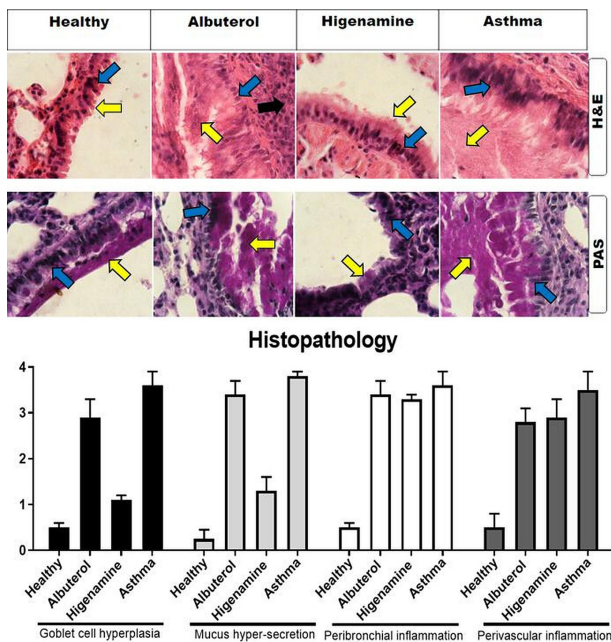 Healthy Albuterol Higenamine Asthma
H&E
PAS
Histopathology
4
3
2
1
0
Healthy Albuterol Higenamine Asthma Healthy Albuterol Higenamine Asthma Healthy Albuterol Higenamine Asthma Healthy Albuterol Higenamine Asthma
Goblet cell hyperplasia Mucus hyper-secretion Peribronchial inflammation Perivascular inflammation